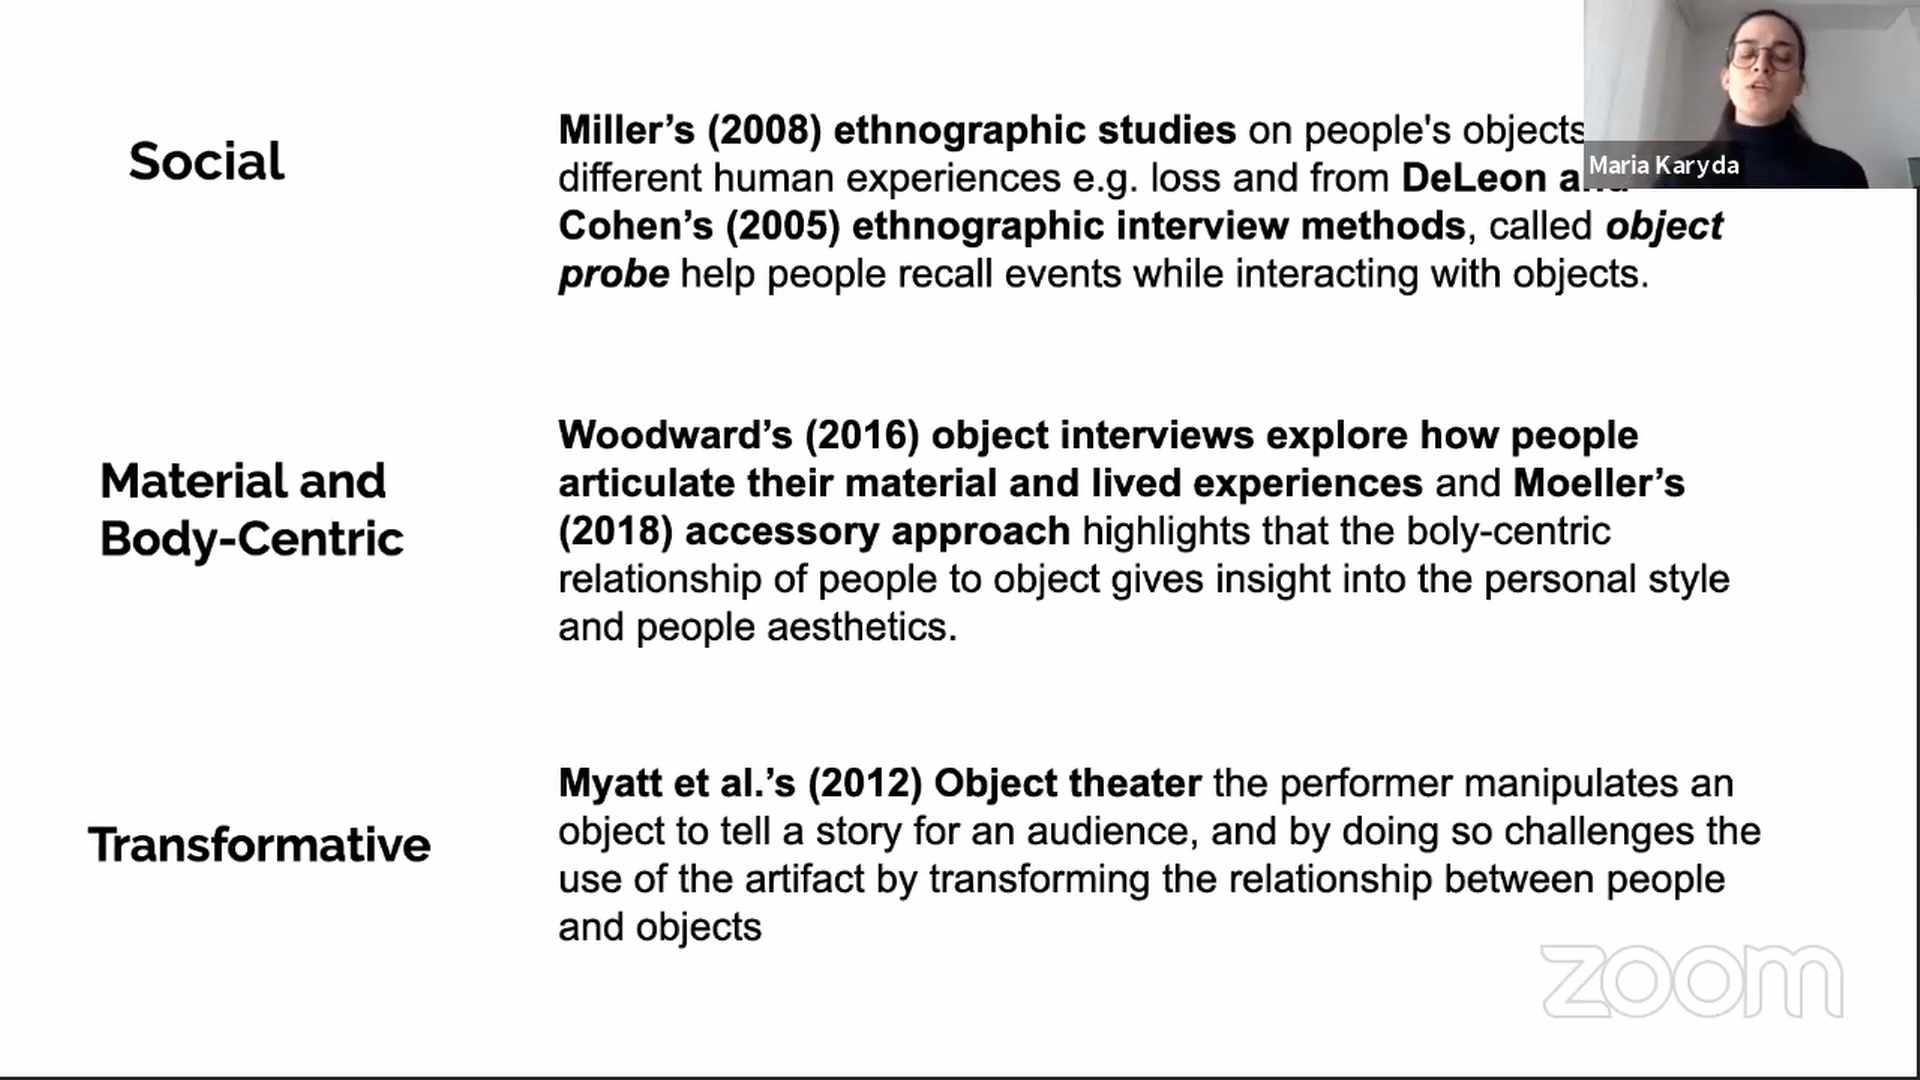 Social
Miller’s (2008) ethnographic studies on people's objects
different human experiences e.g. loss and from DeLeon and
Cohen’s (2005) ethnographic interview methods, called object
probe help people recall events while interacting with objects.
Material and
Body-Centric
Woodward’s (2016) object interviews explore how people
articulate their material and lived experiences and Moeller’s
(2018) accessory approach highlights that the boly-centric
relationship of people to object gives insight into the personal style
and people aesthetics.
Transformative
Myatt et al.’s (2012) Object theater the performer manipulates an
object to tell a story for an audience, and by doing so challenges the
use of the artifact by transforming the relationship between people
and objects
Maria Karyda
zoom